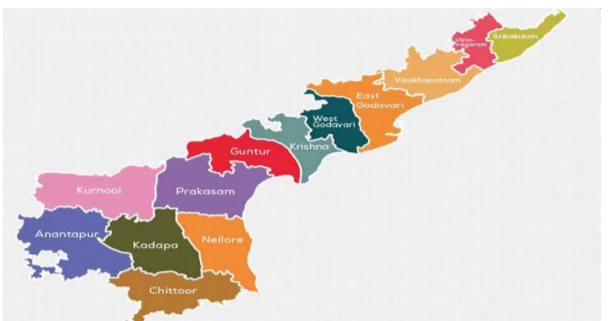 Srikakulam
Vizia-
nagaram
Visakhapatnam
East
Godavari
West
Godavari
Krishna
Guntur
Prakasam
Kurnool
Anantapur
Kadapa
Nellore
Chittoor